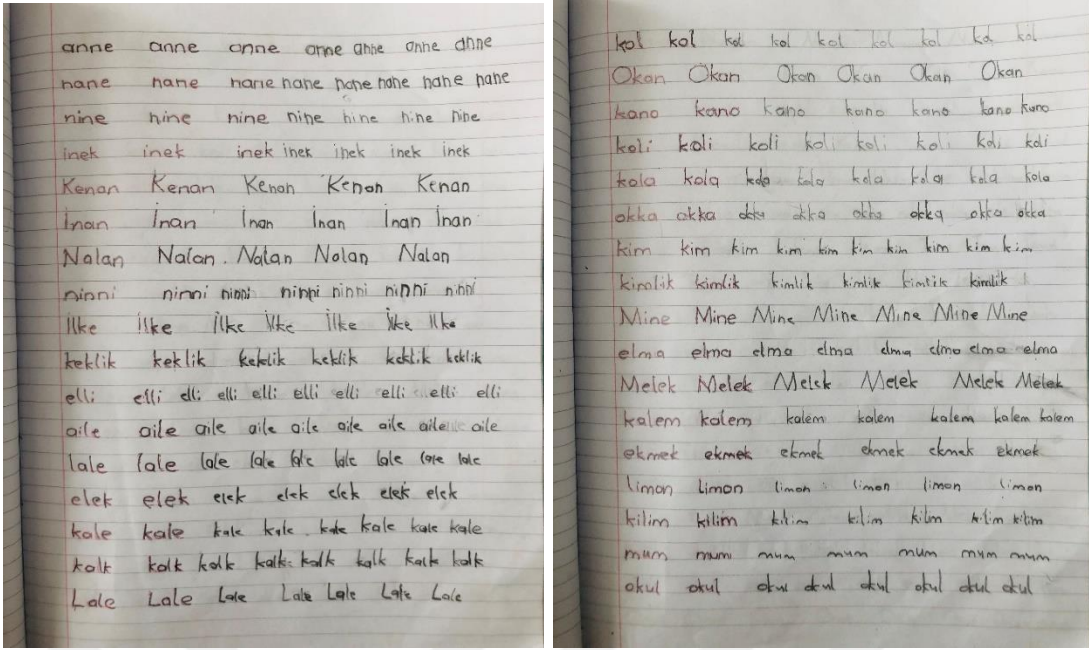 anne anne anne anne anne anne anne
nane nane nane nane nane nane nane nane
nine nine nine nine nine nine nine
inek inek inek inek inek inek inek
Kenan Kenan Kenan Kenan Kenan
İnan İnan İnan İnan İnan İnan
Nalan Nalan Nalan Nalan Nalan
ninni ninni ninni ninni ninni ninni ninni
İlke İlke İlke İlke İlke İlke İlke
keklik keklik keklik keklik keklik keklik
elli elli elli elli elli elli elli elli elli
aile aile aile aile aile aile aile aile aile
lale lale lale lale lale lale lale lale lale
elek elek elek elek elek elek elek
kale kale kale kale kale kale kale kale
kalk kalk kalk kalk kalk kalk kalk kalk
Lale Lale Lale Lale Lale Lale Lale
kol kol kol kol kol kol kol kol kol
Okan Okan Okan Okan Okan Okan
kano kano kano kano kano kano kano
koli koli koli koli koli koli koli koli
kola kola kola kola kola kola kola kola
okka okka okka okka okka okka okka okka
kim kim kim kim kim kim kim kim kim kim
kimlik kimlik kimlik kimlik kimlik kimlik
Mine Mine Mine Mine Mine Mine Mine
elma elma elma elma elma elma elma elma
Melek Melek Melek Melek Melek Melek
kalem kalem kalem kalem kalem kalem kalem
ekmek ekmek ekmek ekmek ekmek ekmek
limon limon limon limon limon limon
kilim kilim kilim kilim kilim kilim kilim
mum mum mum mum mum mum mum
okul okul okul okul okul okul okul okul